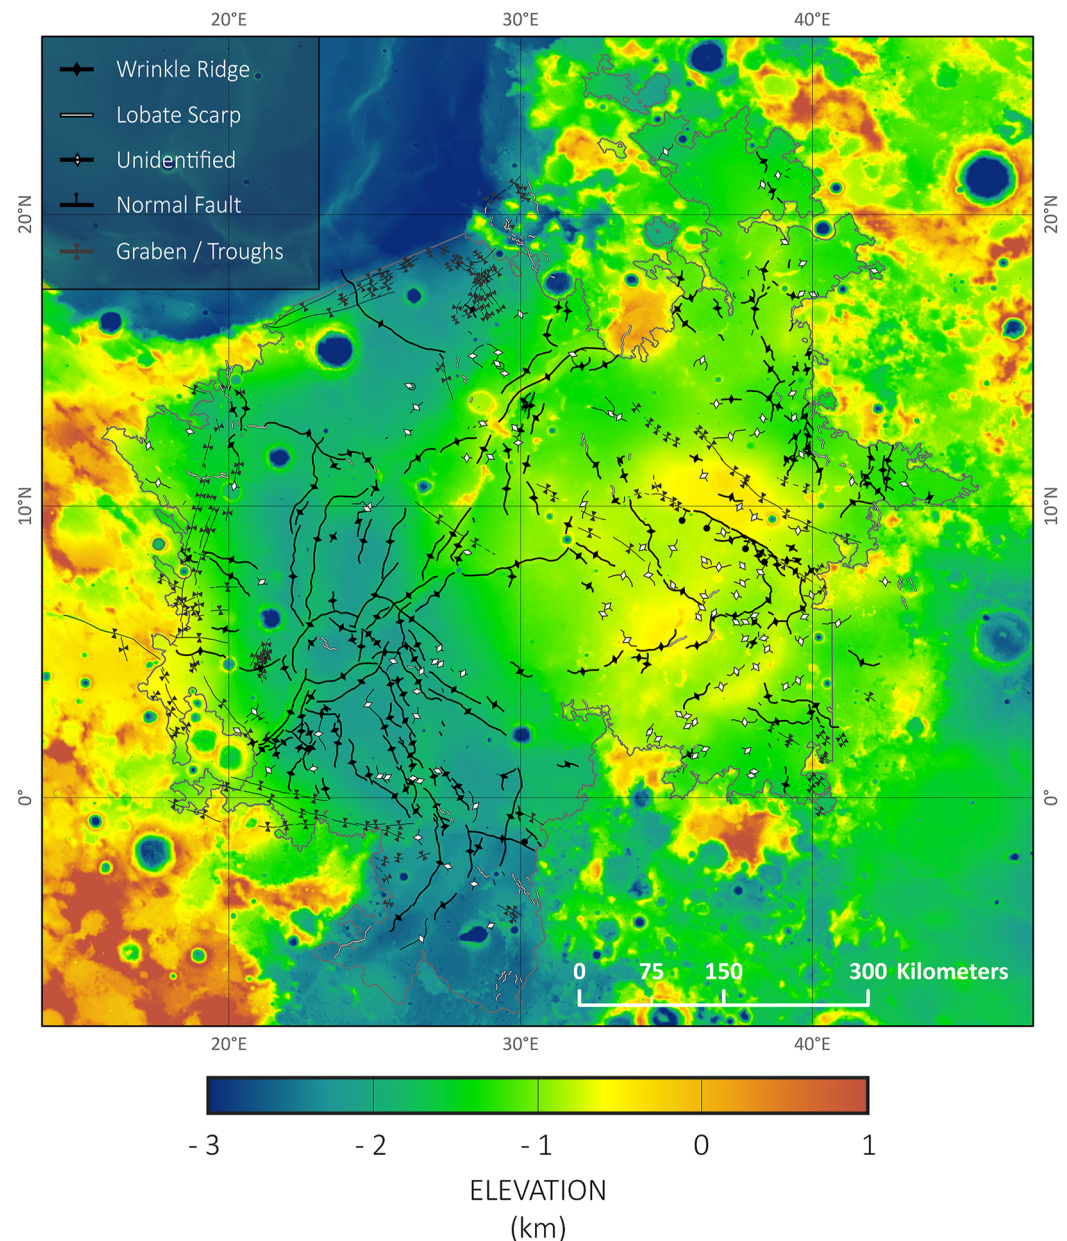 20°E 30°E 40°E
Wrinkle Ridge
Lobate Scarp
Unidentified
Normal Fault
Graben / Troughs
20°N 20°N
10°N 10°N
0° 0°
0 75 150 300 Kilometers
20°E 30°E 40°E
- 3 - 2 - 1 0 1
ELEVATION
(km)